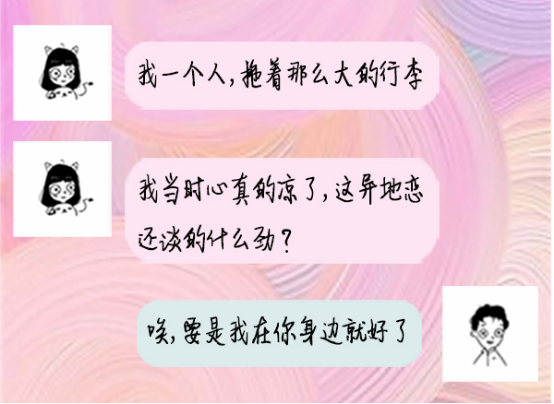 我一个人,拖着那么大的行李
我当时心真的凉了,这异地恋
还谈的什么劲?
唉,要是我在你身边就好了